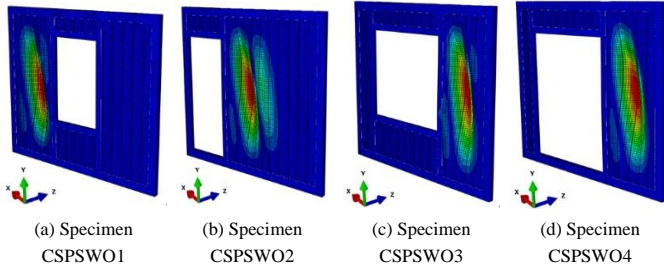 Y
X
Z
Y
X
Z
Y
X
Z
Y
X
Z
(a) Specimen
CSPSWO1
(b) Specimen
CSPSWO2
(c) Specimen
CSPSWO3
(d) Specimen
CSPSWO4